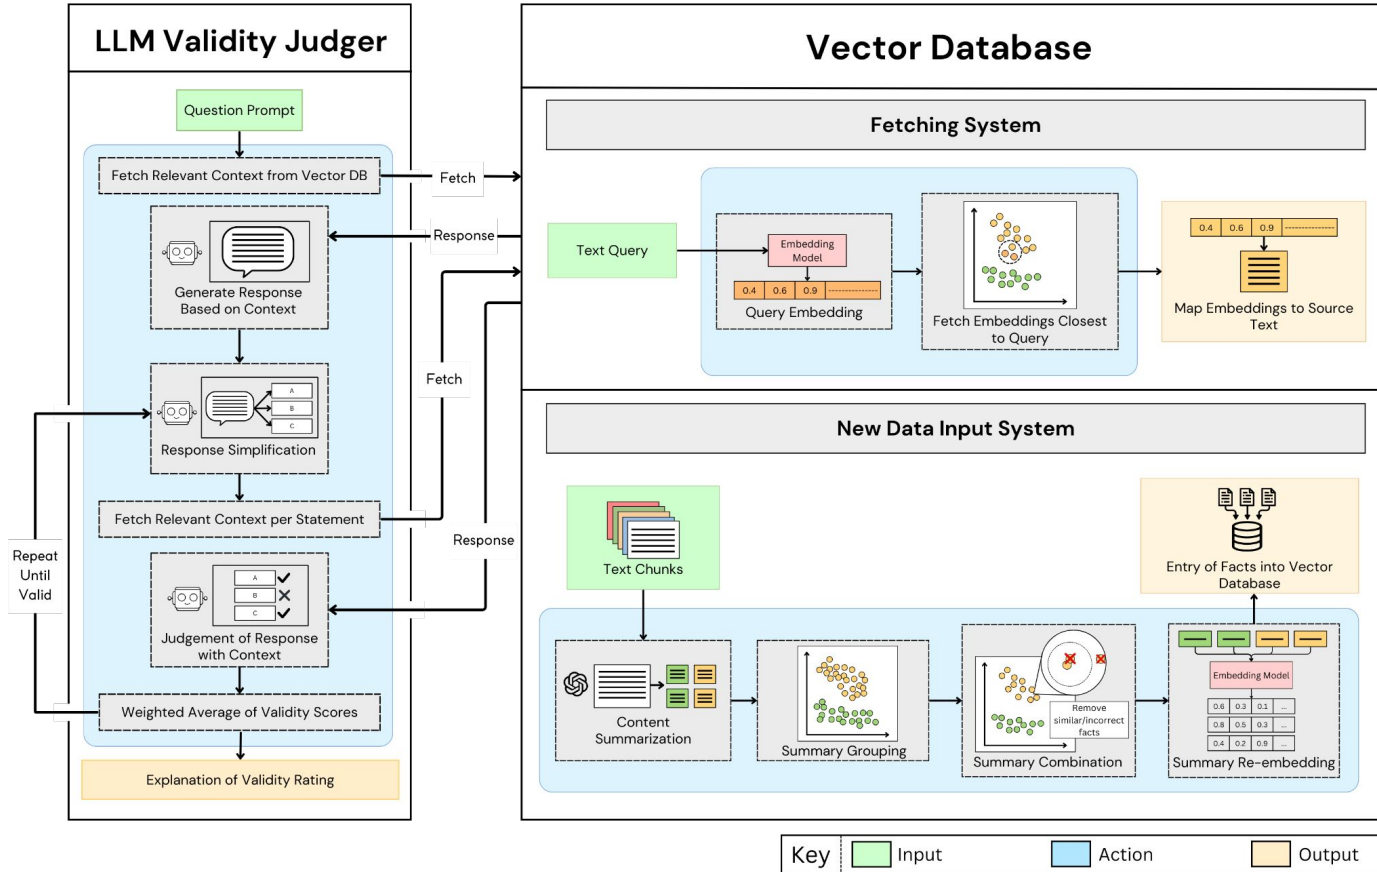 LLM Validity Judger
Question Prompt
Fetch Relevant Context from Vector DB
Generate Response
Based on Context
A
B
C
Response Simplification
Fetch Relevant Context per Statement
A
B
C
Judgement of Response
with Context
Weighted Average of Validity Scores
Explanation of Validity Rating
Repeat
Until
Valid
Fetch
Response
Fetch
Response
Vector Database
Fetching System
Text Query
Embedding
Model
0.4 0.6 0.9
Query Embedding
Fetch Embeddings Closest
to Query
0.4 0.6 0.9
Map Embeddings to Source
Text
New Data Input System
Text Chunks
Content
Summarization
Summary Grouping
Remove
similar/incorrect
facts
Summary Combination
Embedding Model
0.6 0.3 0.1 ...
0.8 0.5 0.3 ...
0.4 0.2 0.9 ...
Summary Re-embedding
Entry of Facts into Vector
Database
Key
Input
Action
Output